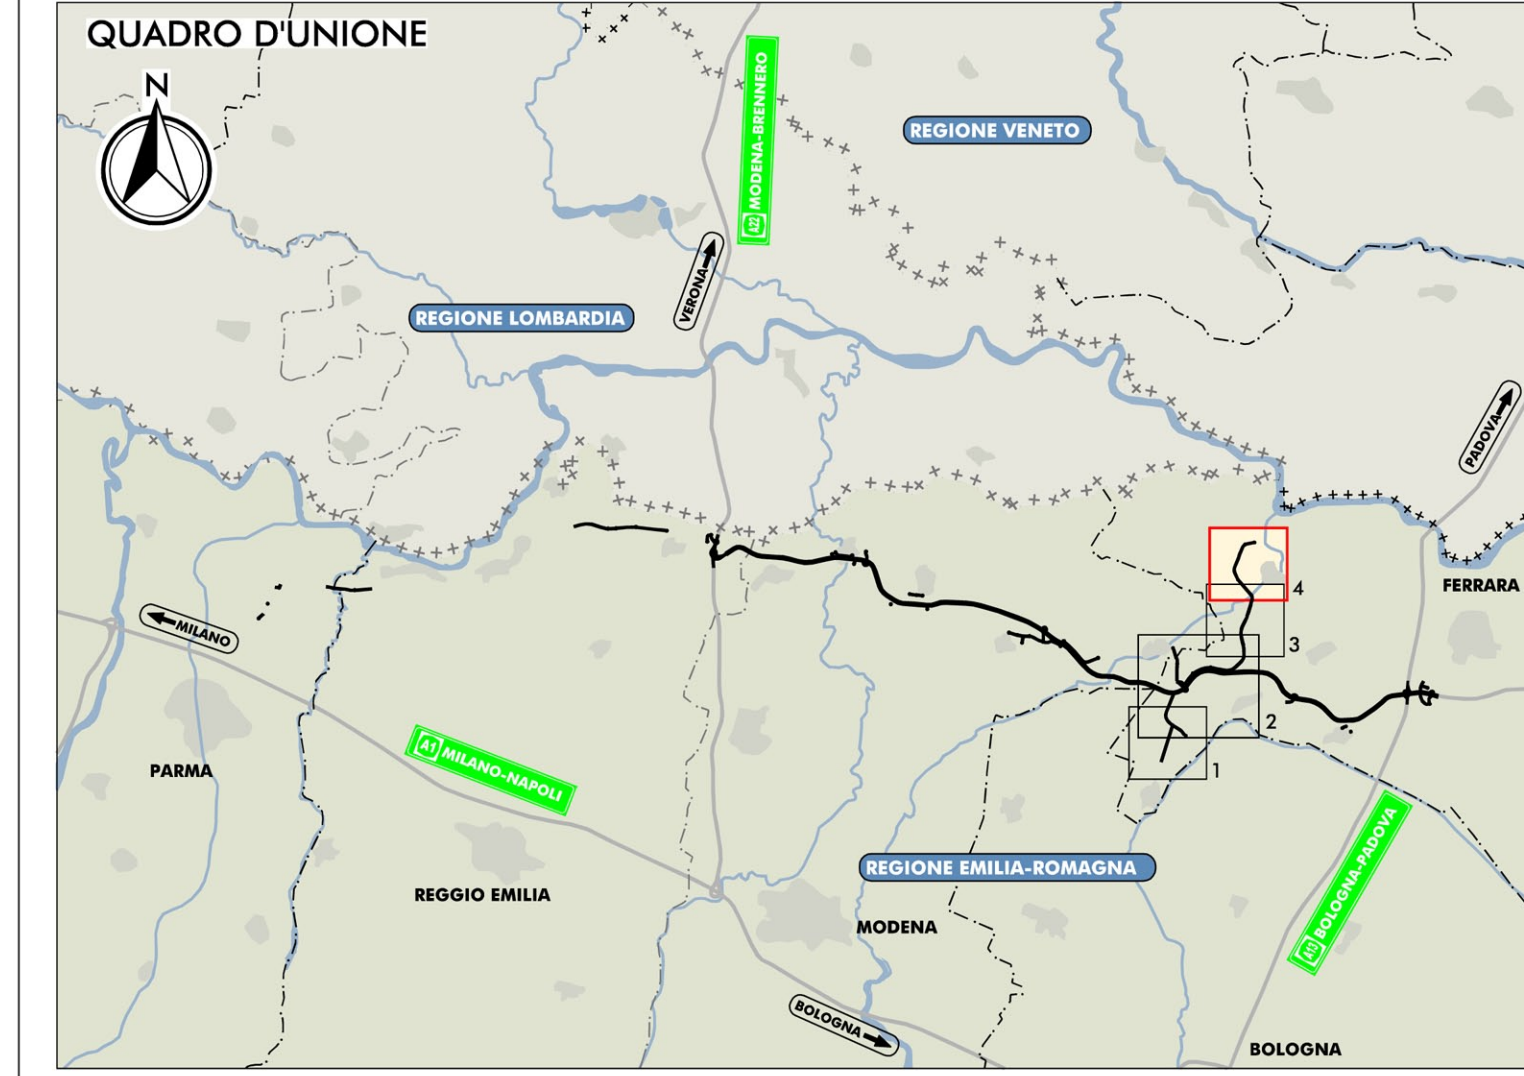 QUADRO D'UNIONE
N
A22 MODENA-BRENNERO
REGIONE VENETO
VERONA
REGIONE LOMBARDIA
PADOVA
FERRARA
4
MILANO
3
2
A1 MILANO-NAPOLI
PARMA
1
REGIONE EMILIA-ROMAGNA
A13 BOLOGNA-PADOVA
REGGIO EMILIA
MODENA
BOLOGNA
BOLOGNA